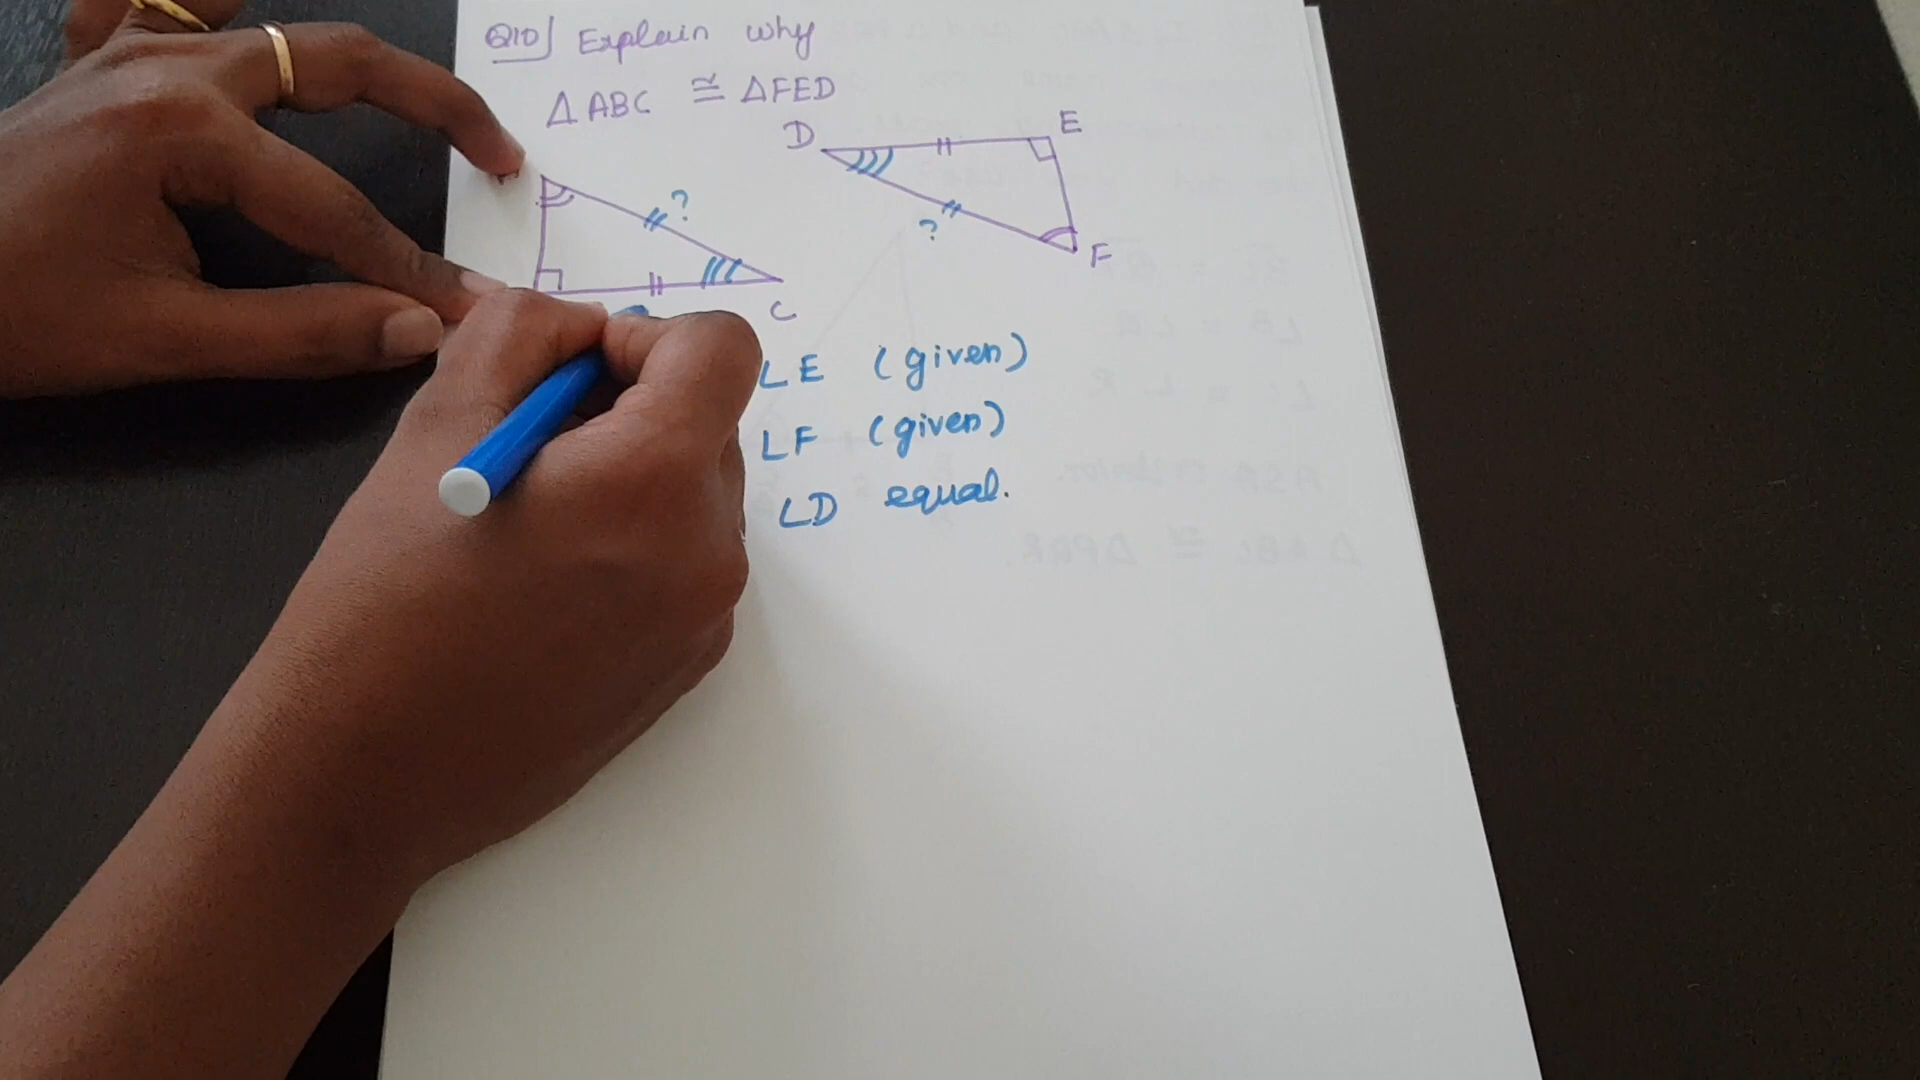 Q10] Explain why
△ABC ≅ △FED
D
E
?
?
F
C
∠E (given)
∠F (given)
∠D equal.